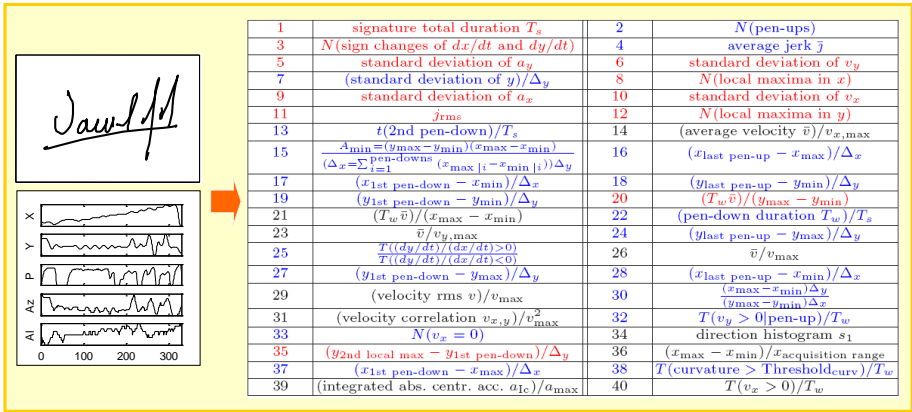 X
Y
P
Az
Al
0 100 200 300
1 signature total duration T_s 2 N(pen-ups)
3 N(sign changes of dx/dt and dy/dt) 4 average jerk j̄
5 standard deviation of a_y 6 standard deviation of v_y
7 (standard deviation of y)/Δ_y 8 N(local maxima in x)
9 standard deviation of a_x 10 standard deviation of v_x
11 j_rms 12 N(local maxima in y)
13 t(2nd pen-down)/T_s 14 (average velocity v̄)/v_x,max
15 A_min=(y_max−y_min)(x_max−x_min) / (Δ_x=∑_{i=1}^{pen-downs} (x_max|i−x_min|i))Δ_y 16 (x_last pen-up − x_max)/Δ_x
17 (x_1st pen-down − x_min)/Δ_x 18 (y_last pen-up − y_min)/Δ_y
19 (y_1st pen-down − y_min)/Δ_y 20 (T_w v̄)/(y_max − y_min)
21 (T_w v̄)/(x_max − x_min) 22 (pen-down duration T_w)/T_s
23 v̄/v_y,max 24 (y_last pen-up − y_max)/Δ_y
25 T((dy/dt)/(dx/dt)>0) / T((dy/dt)/(dx/dt)<0) 26 v̄/v_max
27 (y_1st pen-down − y_max)/Δ_y 28 (x_last pen-up − x_min)/Δ_x
29 (velocity rms v)/v_max 30 (x_max−x_min)Δ_y / (y_max−y_min)Δ_x
31 (velocity correlation v_x,y)/v²_max 32 T(v_y > 0|pen-up)/T_w
33 N(v_x = 0) 34 direction histogram s_1
35 (y_2nd local max − y_1st pen-down)/Δ_y 36 (x_max − x_min)/x_acquisition range
37 (x_1st pen-down − x_max)/Δ_x 38 T(curvature > Threshold_curv)/T_w
39 (integrated abs. centr. acc. a_Ic)/a_max 40 T(v_x > 0)/T_w